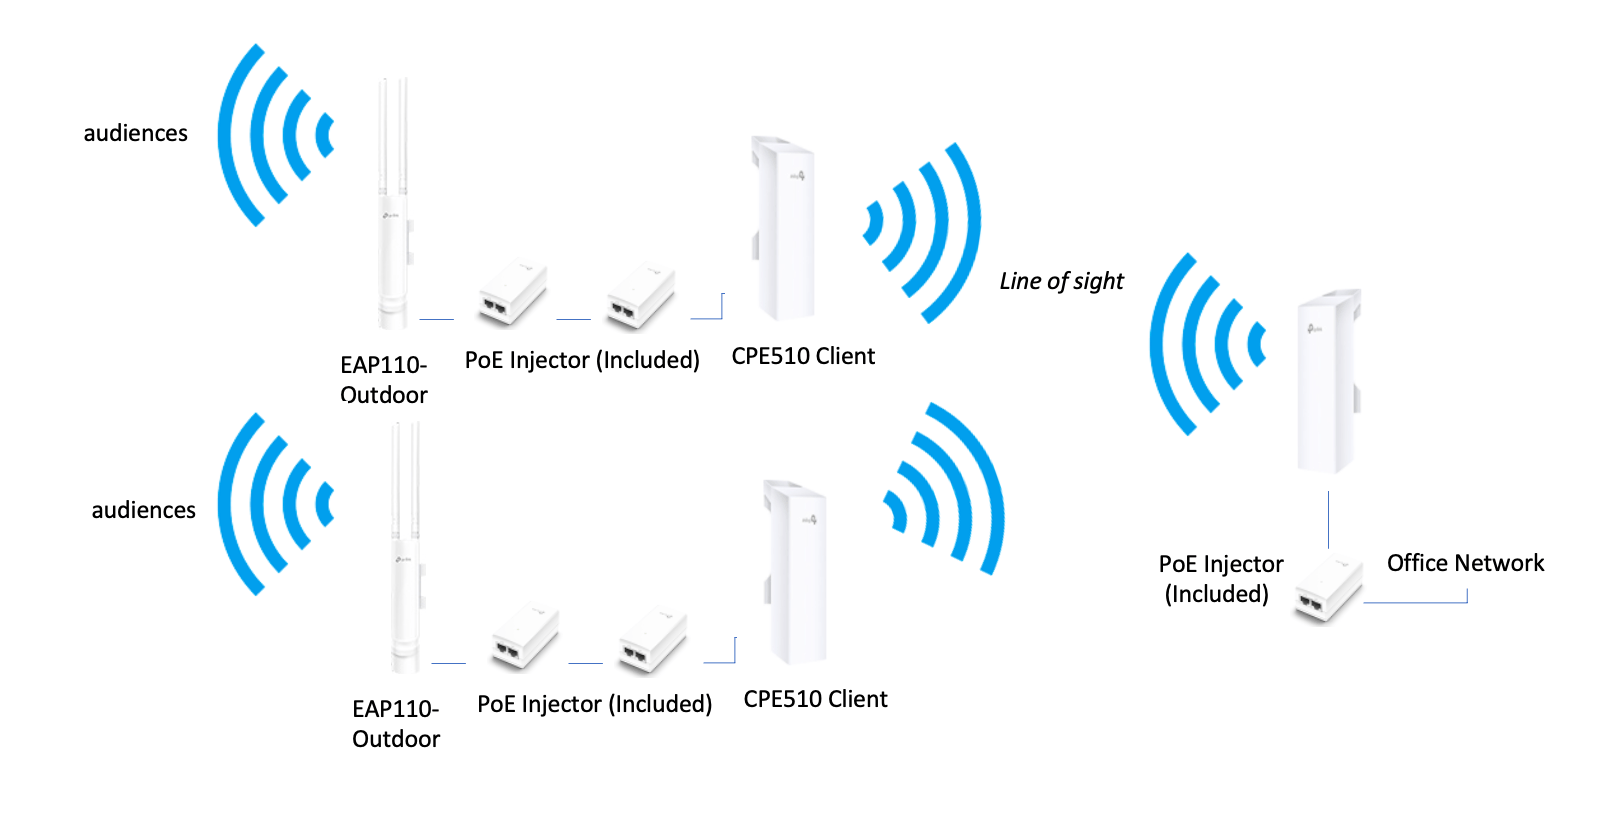 audiences
Line of sight
EAP110-
Outdoor
PoE Injector (Included)
CPE510 Client
audiences
PoE Injector
(Included)
Office Network
EAP110-
Outdoor
PoE Injector (Included)
CPE510 Client